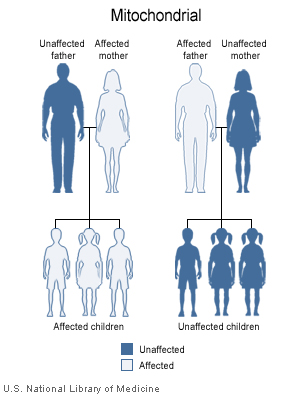 Mitochondrial
Unaffected father
Affected mother
Affected father
Unaffected mother
Affected children
Unaffected children
Unaffected
Affected
U.S. National Library of Medicine